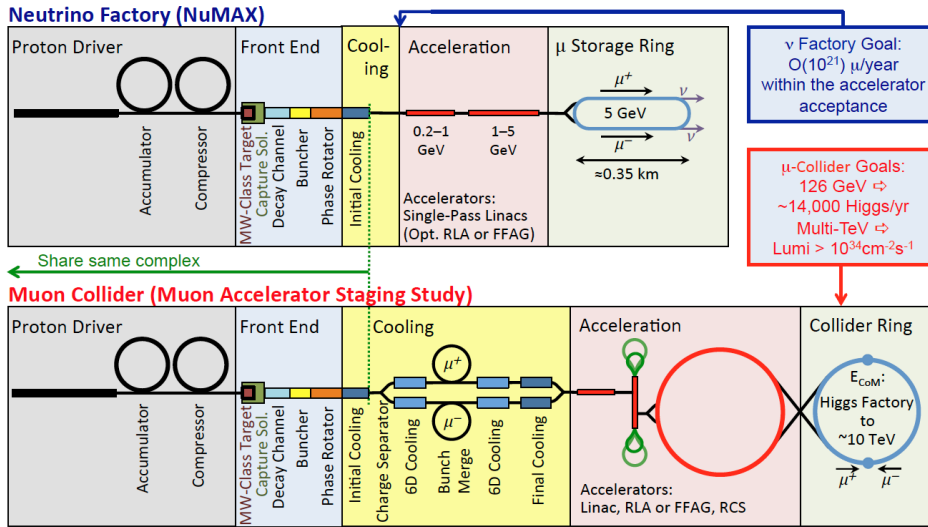 Neutrino Factory (NuMAX)
Proton Driver
Front End
Cool-
ing
Acceleration
μ Storage Ring
ν Factory Goal:
O(10²¹) μ/year
within the accelerator
acceptance
Accumulator
Compressor
MW-Class Target
Capture Sol.
Decay Channel
Buncher
Phase Rotator
Initial Cooling
0.2–1
GeV
1–5
GeV
Accelerators:
Single-Pass Linacs
(Opt. RLA or FFAG)
μ⁺
5 GeV
μ⁻
ν
ν
≈0.35 km
μ-Collider Goals:
126 GeV ⇨
~14,000 Higgs/yr
Multi-TeV ⇨
Lumi > 10³⁴cm⁻²s⁻¹
Share same complex
Muon Collider (Muon Accelerator Staging Study)
Proton Driver
Front End
Cooling
Acceleration
Collider Ring
Accumulator
Compressor
MW-Class Target
Capture Sol.
Decay Channel
Buncher
Phase Rotator
Initial Cooling
Charge Separator
6D Cooling
Bunch
Merge
6D Cooling
Final Cooling
μ⁺
μ⁻
Accelerators:
Linac, RLA or FFAG, RCS
E_CoM:
Higgs Factory
to
~10 TeV
μ⁺
μ⁻